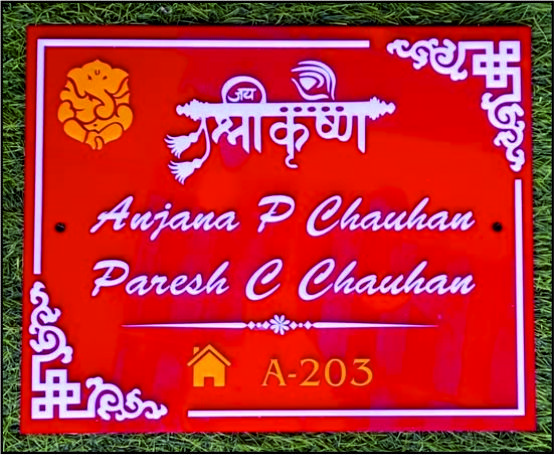 जय
श्री कृष्ण
Anjana P Chauhan
Paresh C Chauhan
A-203